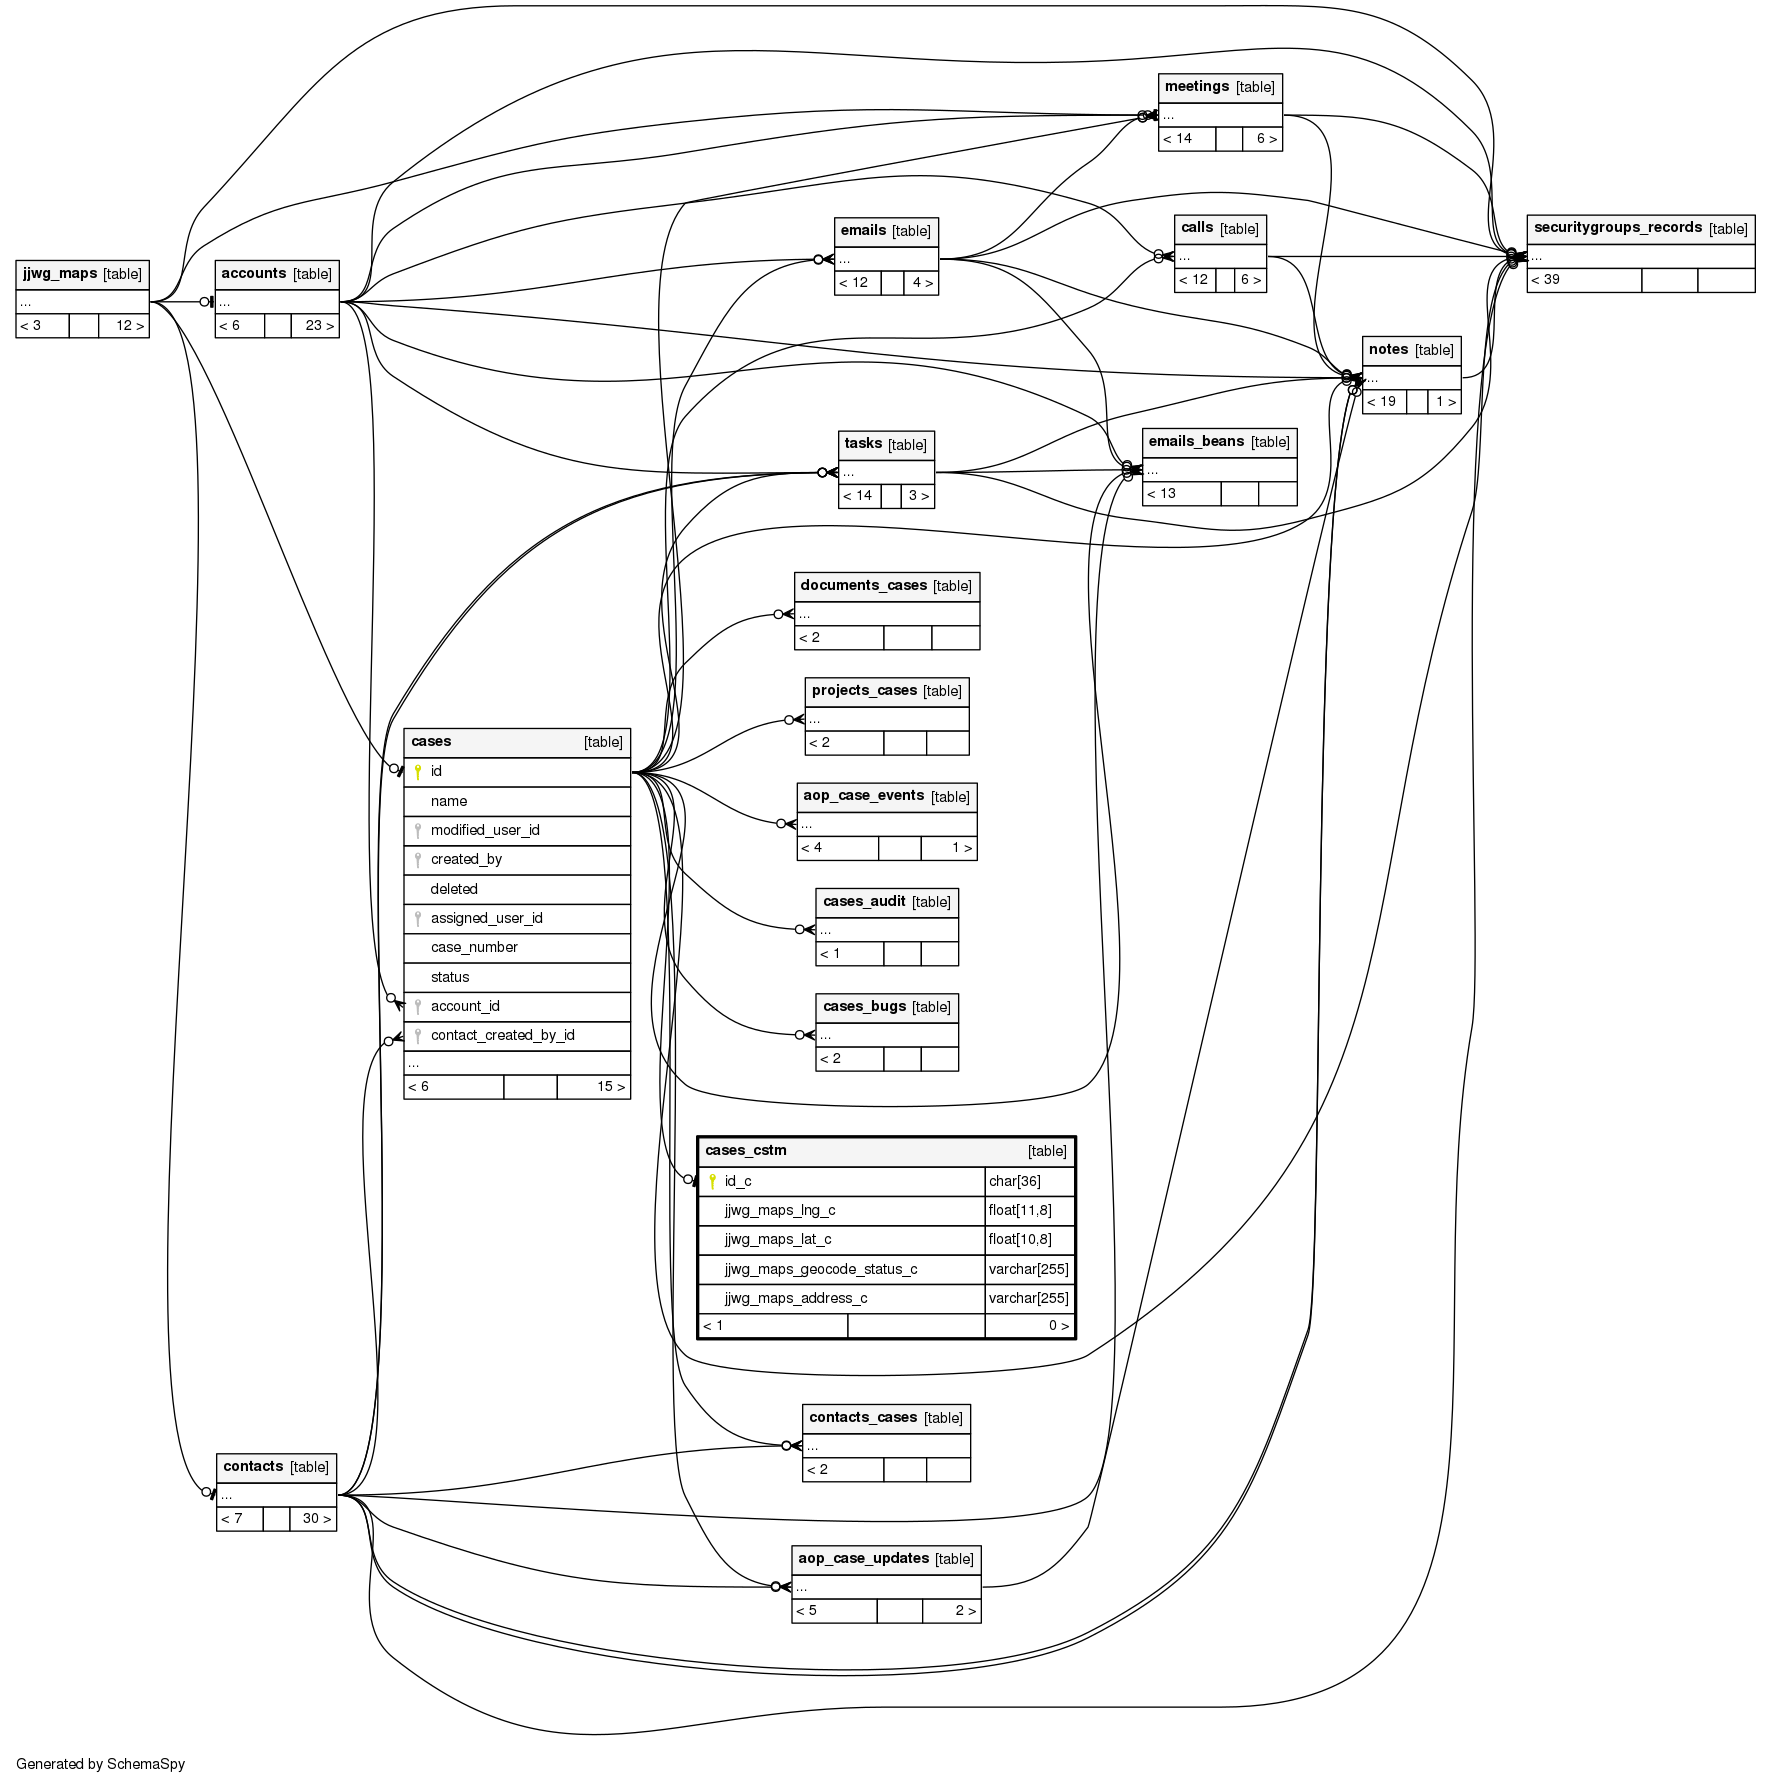 meetings [table]
...
< 14 6 >
emails [table]
...
< 12 4 >
calls [table]
...
< 12 6 >
securitygroups_records [table]
...
< 39
jjwg_maps [table]
...
< 3 12 >
accounts [table]
...
< 6 23 >
notes [table]
...
< 19 1 >
tasks [table]
...
< 14 3 >
emails_beans [table]
...
< 13
documents_cases [table]
...
< 2
projects_cases [table]
...
< 2
cases [table]
id
name
modified_user_id
created_by
deleted
assigned_user_id
case_number
status
account_id
contact_created_by_id
...
< 6 15 >
aop_case_events [table]
...
< 4 1 >
cases_audit [table]
...
< 1
cases_bugs [table]
...
< 2
cases_cstm [table]
id_c char[36]
jjwg_maps_lng_c float[11,8]
jjwg_maps_lat_c float[10,8]
jjwg_maps_geocode_status_c varchar[255]
jjwg_maps_address_c varchar[255]
< 1 0 >
contacts_cases [table]
...
< 2
contacts [table]
...
< 7 30 >
aop_case_updates [table]
...
< 5 2 >
Generated by SchemaSpy